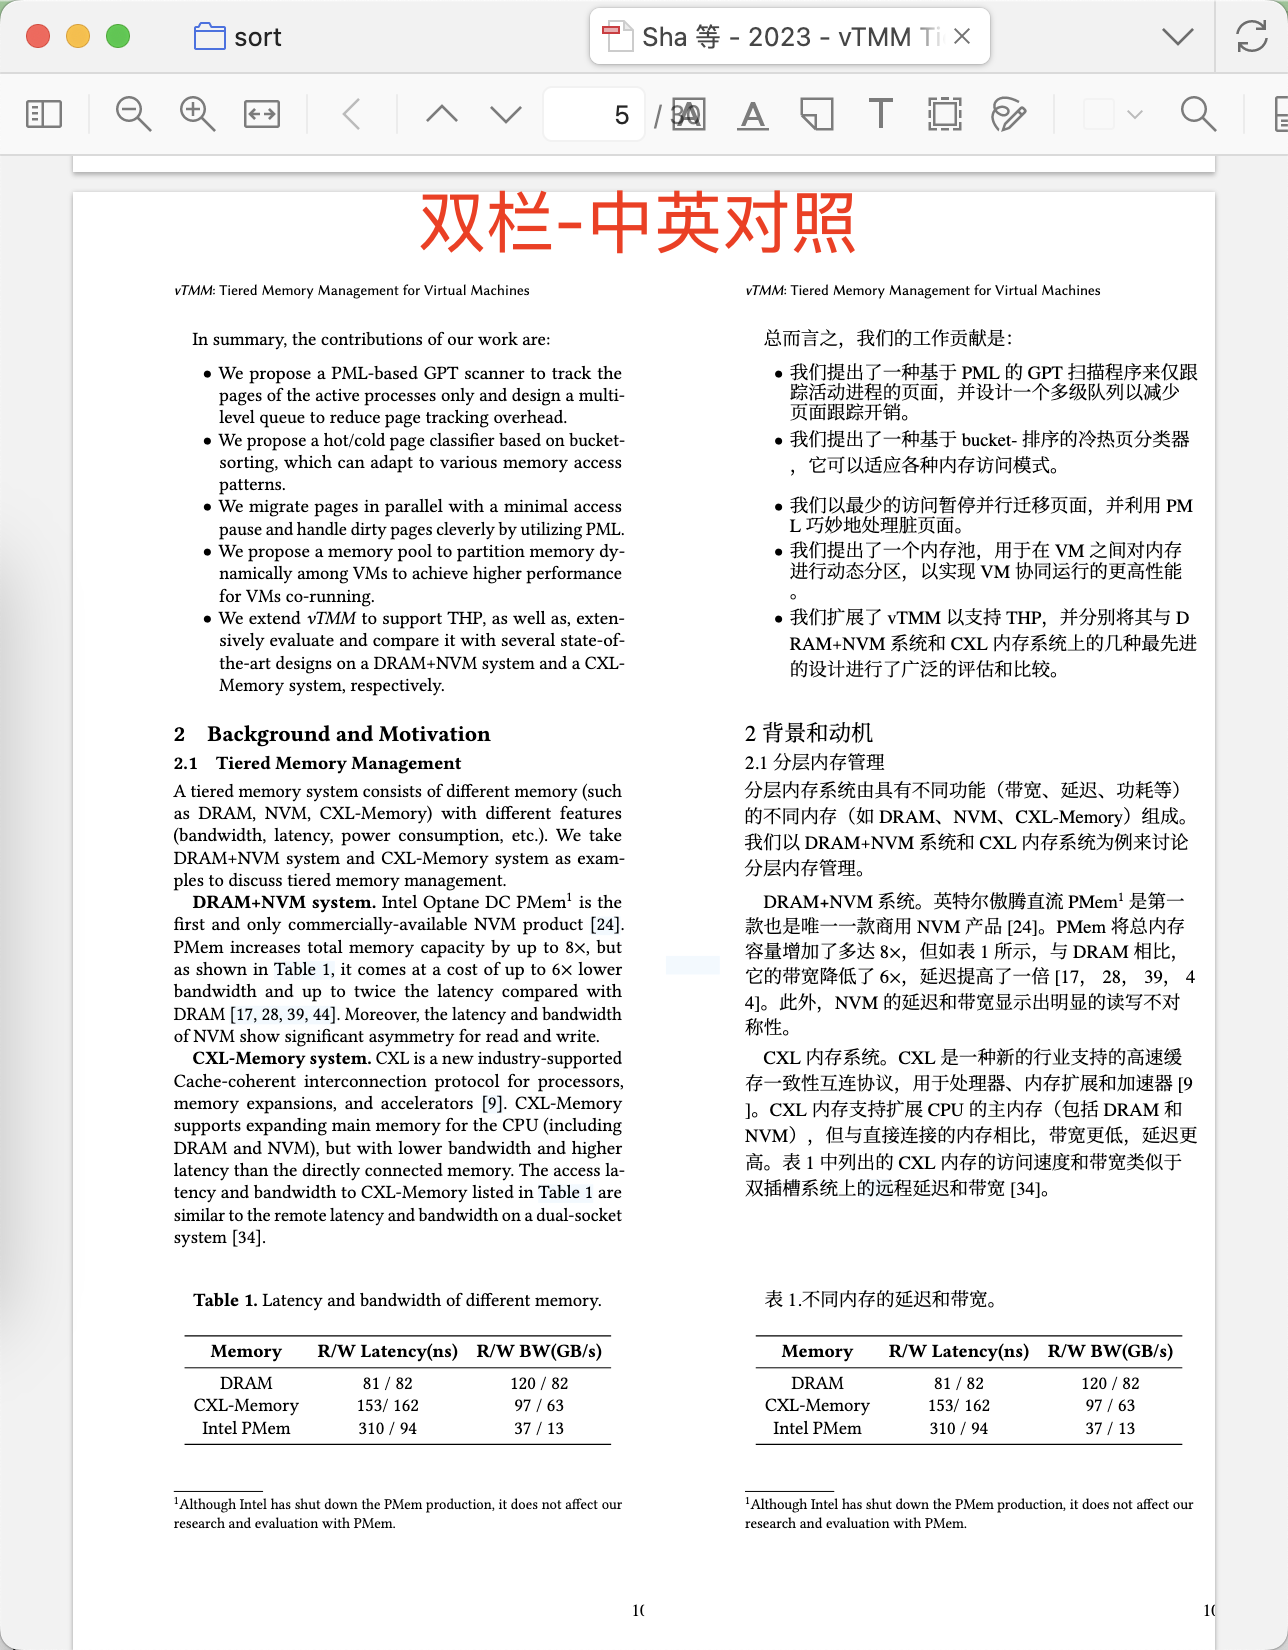 sort
Sha 等 - 2023 - vTMM Ti
5
/ 30
双栏-中英对照
vTMM: Tiered Memory Management for Virtual Machines
In summary, the contributions of our work are:
• We propose a PML-based GPT scanner to track the
pages of the active processes only and design a multi-
level queue to reduce page tracking overhead.
• We propose a hot/cold page classifier based on bucket-
sorting, which can adapt to various memory access
patterns.
• We migrate pages in parallel with a minimal access
pause and handle dirty pages cleverly by utilizing PML.
• We propose a memory pool to partition memory dy-
namically among VMs to achieve higher performance
for VMs co-running.
• We extend vTMM to support THP, as well as, exten-
sively evaluate and compare it with several state-of-
the-art designs on a DRAM+NVM system and a CXL-
Memory system, respectively.
2 Background and Motivation
2.1 Tiered Memory Management
A tiered memory system consists of different memory (such
as DRAM, NVM, CXL-Memory) with different features
(bandwidth, latency, power consumption, etc.). We take
DRAM+NVM system and CXL-Memory system as exam-
ples to discuss tiered memory management.
DRAM+NVM system. Intel Optane DC PMem¹ is the
first and only commercially-available NVM product [24].
PMem increases total memory capacity by up to 8×, but
as shown in Table 1, it comes at a cost of up to 6× lower
bandwidth and up to twice the latency compared with
DRAM [17, 28, 39, 44]. Moreover, the latency and bandwidth
of NVM show significant asymmetry for read and write.
CXL-Memory system. CXL is a new industry-supported
Cache-coherent interconnection protocol for processors,
memory expansions, and accelerators [9]. CXL-Memory
supports expanding main memory for the CPU (including
DRAM and NVM), but with lower bandwidth and higher
latency than the directly connected memory. The access la-
tency and bandwidth to CXL-Memory listed in Table 1 are
similar to the remote latency and bandwidth on a dual-socket
system [34].
Table 1. Latency and bandwidth of different memory.
Memory R/W Latency(ns) R/W BW(GB/s)
DRAM 81 / 82 120 / 82
CXL-Memory 153/ 162 97 / 63
Intel PMem 310 / 94 37 / 13
¹Although Intel has shut down the PMem production, it does not affect our
research and evaluation with PMem.
vTMM: Tiered Memory Management for Virtual Machines
总而言之，我们的工作贡献是：
• 我们提出了一种基于 PML 的 GPT 扫描程序来仅跟
踪活动进程的页面，并设计一个多级队列以减少
页面跟踪开销。
• 我们提出了一种基于 bucket- 排序的冷热页分类器
，它可以适应各种内存访问模式。
• 我们以最少的访问暂停并行迁移页面，并利用 PM
L 巧妙地处理脏页面。
• 我们提出了一个内存池，用于在 VM 之间对内存
进行动态分区，以实现 VM 协同运行的更高性能
。
• 我们扩展了 vTMM 以支持 THP，并分别将其与 D
RAM+NVM 系统和 CXL 内存系统上的几种最先进
的设计进行了广泛的评估和比较。
2 背景和动机
2.1 分层内存管理
分层内存系统由具有不同功能（带宽、延迟、功耗等）
的不同内存（如 DRAM、NVM、CXL-Memory）组成。
我们以 DRAM+NVM 系统和 CXL 内存系统为例来讨论
分层内存管理。
DRAM+NVM 系统。英特尔傲腾直流 PMem¹ 是第一
款也是唯一一款商用 NVM 产品 [24]。PMem 将总内存
容量增加了多达 8×，但如表 1 所示，与 DRAM 相比，
它的带宽降低了 6×，延迟提高了一倍 [17, 28, 39, 4
4]。此外，NVM 的延迟和带宽显示出明显的读写不对
称性。
CXL 内存系统。CXL 是一种新的行业支持的高速缓
存一致性互连协议，用于处理器、内存扩展和加速器 [9
]。CXL 内存支持扩展 CPU 的主内存（包括 DRAM 和
NVM），但与直接连接的内存相比，带宽更低，延迟更
高。表 1 中列出的 CXL 内存的访问速度和带宽类似于
双插槽系统上的远程延迟和带宽 [34]。
表 1.不同内存的延迟和带宽。
Memory R/W Latency(ns) R/W BW(GB/s)
DRAM 81 / 82 120 / 82
CXL-Memory 153/ 162 97 / 63
Intel PMem 310 / 94 37 / 13
¹Although Intel has shut down the PMem production, it does not affect our
research and evaluation with PMem.